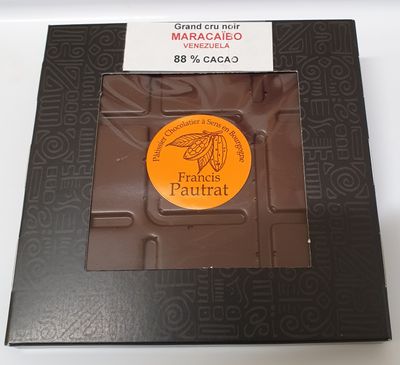 Grand cru noir
MARACAÏBO
VENEZUELA
88 % CACAO
Pâtissier Chocolatier à Sens en Bourgogne
Francis
Pautrat